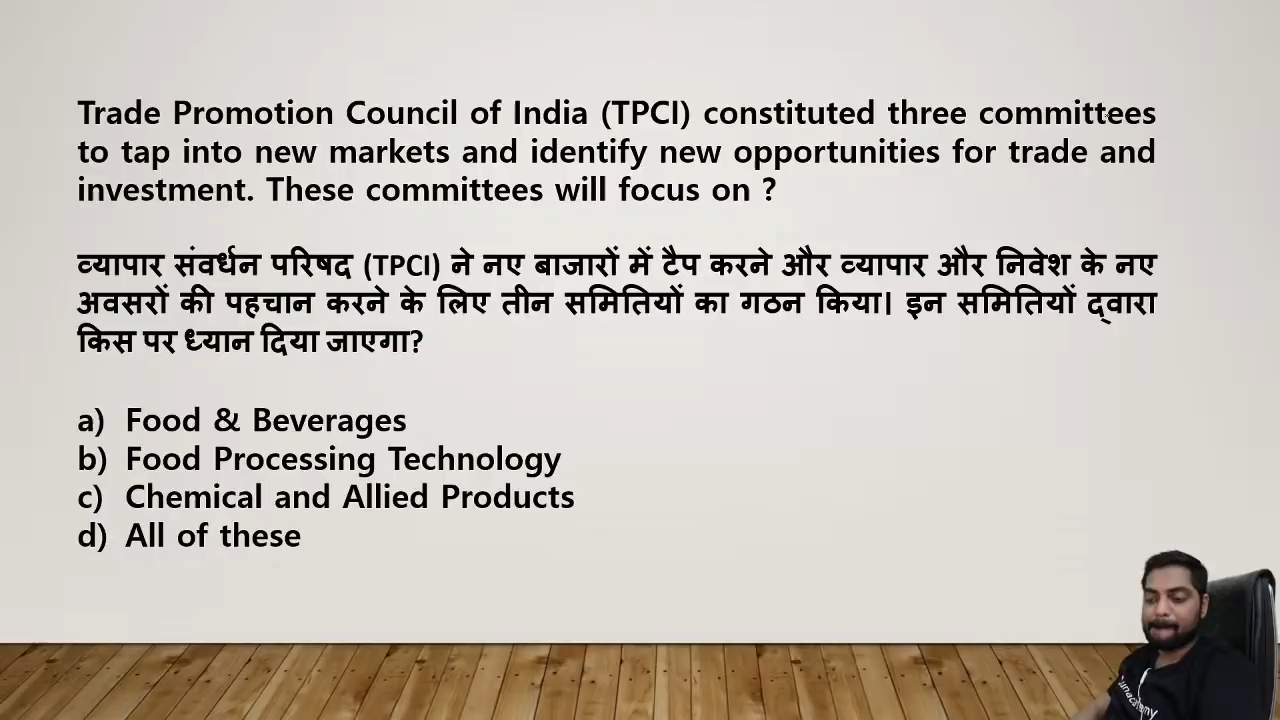 Trade Promotion Council of India (TPCI) constituted three committees
to tap into new markets and identify new opportunities for trade and
investment. These committees will focus on ?
व्यापार संवर्धन परिषद (TPCI) ने नए बाजारों में टैप करने और व्यापार और निवेश के नए
अवसरों की पहचान करने के लिए तीन समितियों का गठन किया। इन समितियों द्वारा
किस पर ध्यान दिया जाएगा?
a) Food & Beverages
b) Food Processing Technology
c) Chemical and Allied Products
d) All of these